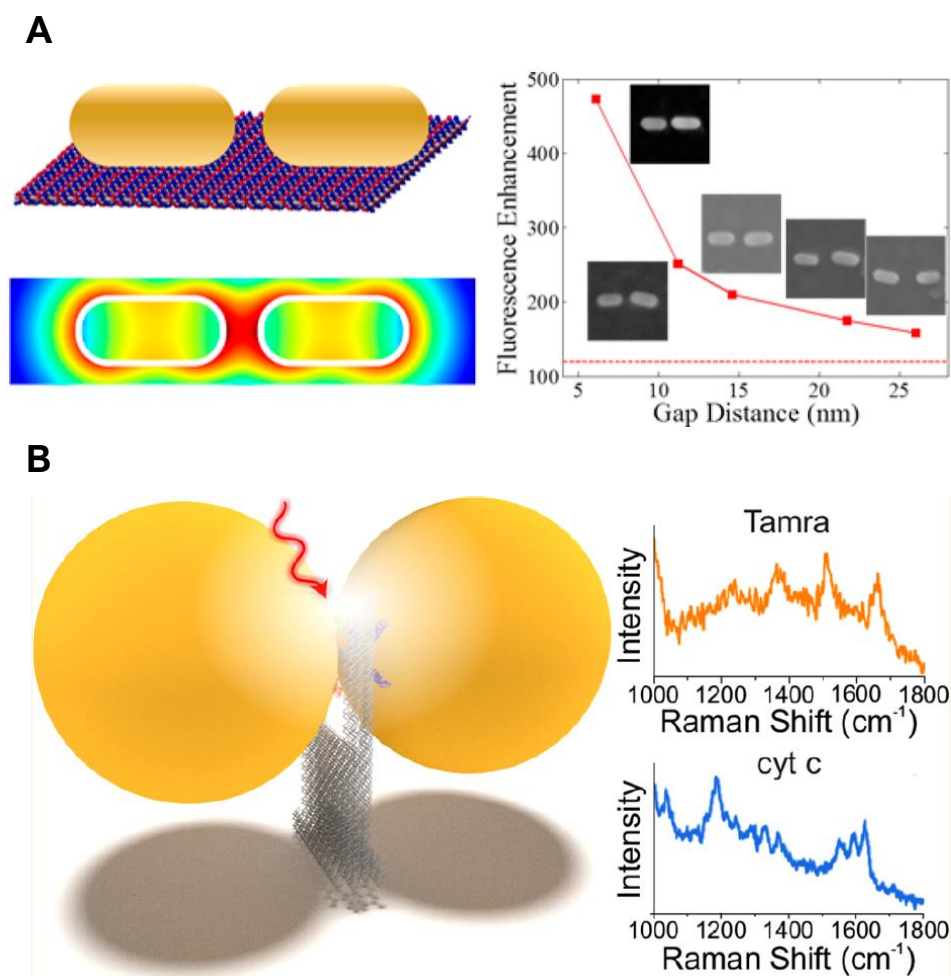 A
Fluorescence Enhancement
500
400
300
200
100
5 10 15 20 25
Gap Distance (nm)
B
Tamra
Intensity
1000 1200 1400 1600 1800
Raman Shift (cm⁻¹)
cyt c
Intensity
1000 1200 1400 1600 1800
Raman Shift (cm⁻¹)